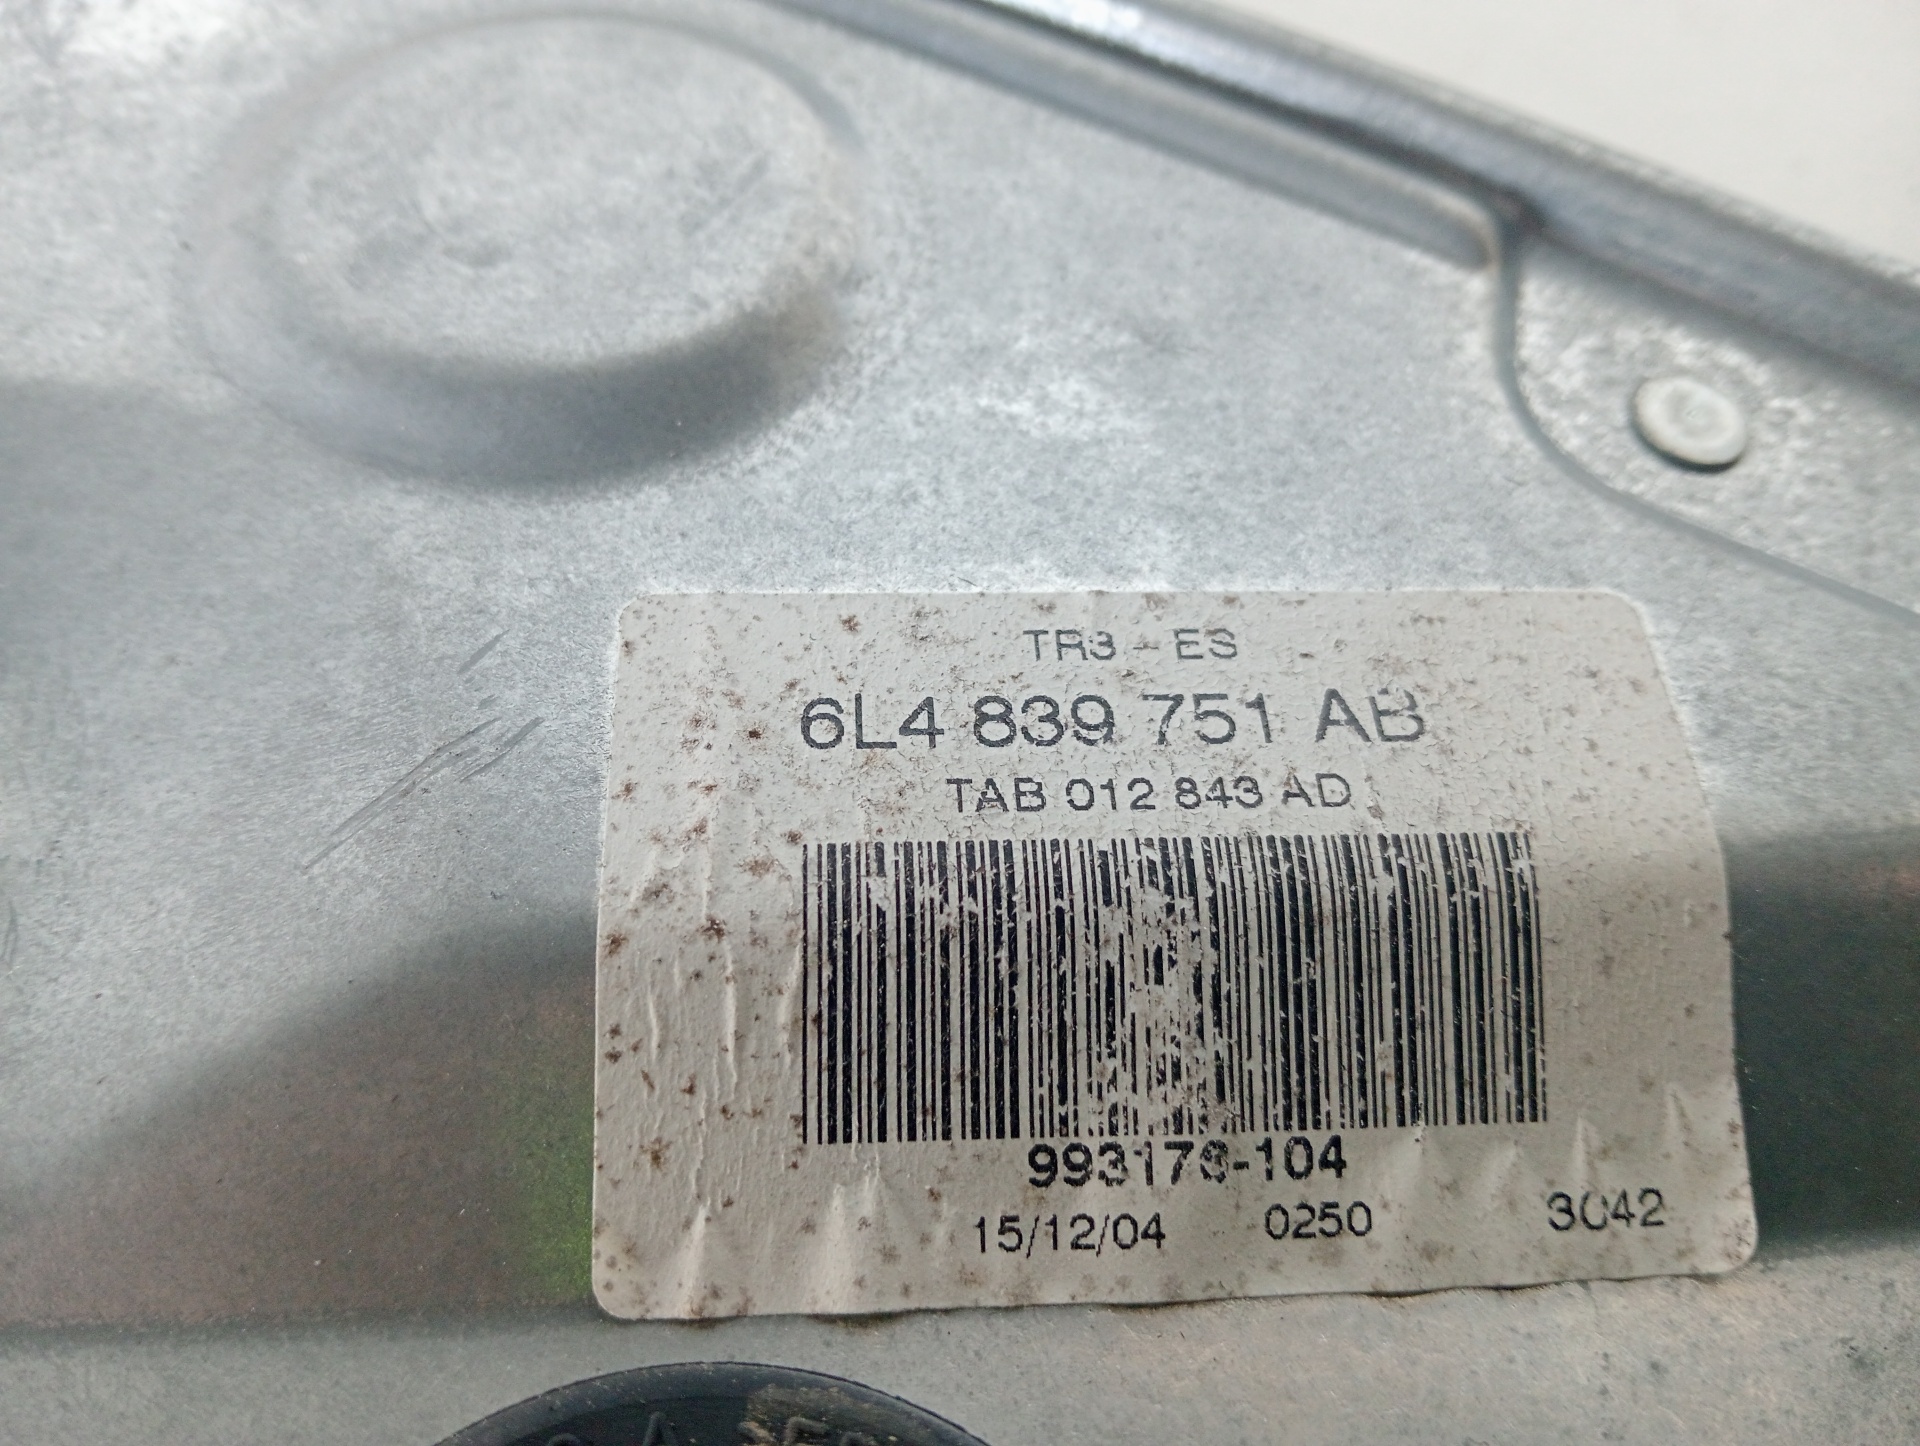 TR3 - ES
6L4 839 751 AB
TAB 012 843 AD
993176-104
15/12/04 0250 3042